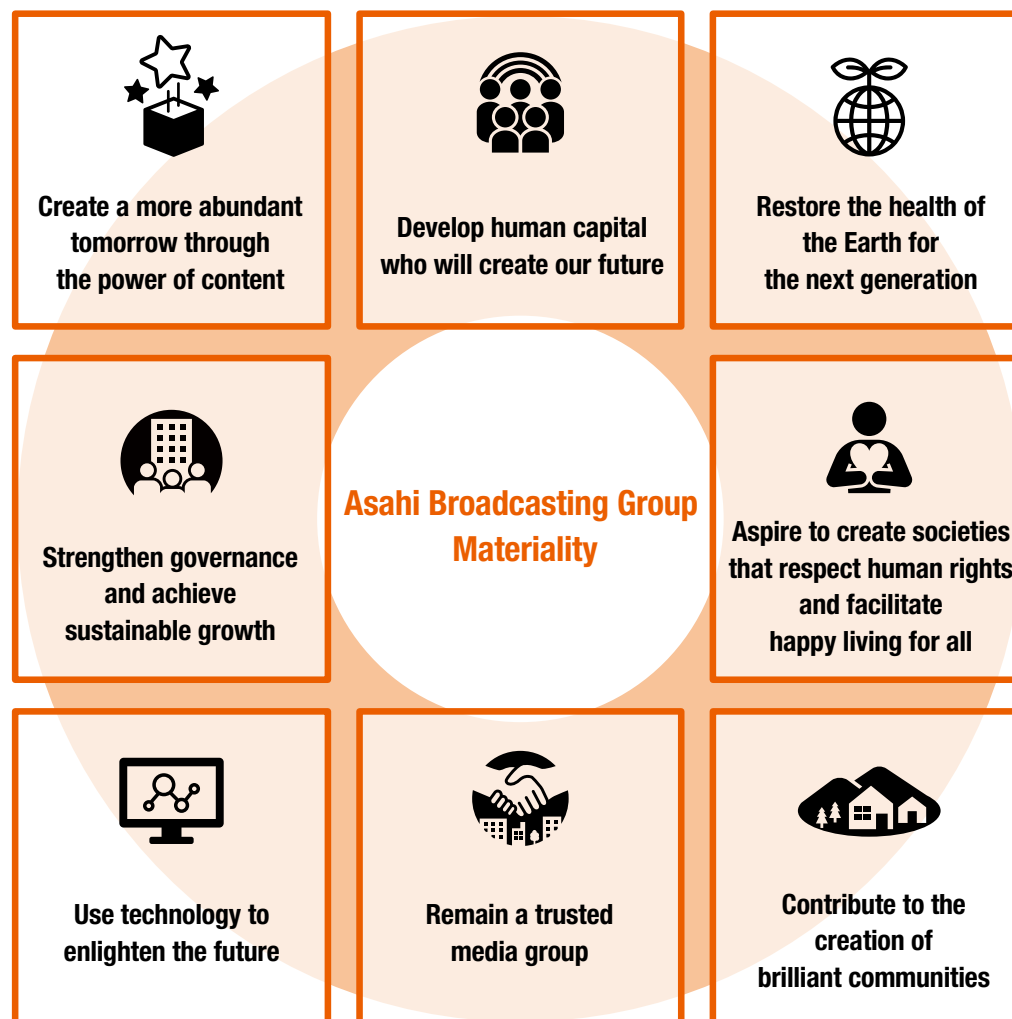 Create a more abundant
tomorrow through
the power of content
Develop human capital
who will create our future
Restore the health of
the Earth for
the next generation
Strengthen governance
and achieve
sustainable growth
Asahi Broadcasting Group
Materiality
Aspire to create societies
that respect human rights
and facilitate
happy living for all
Use technology to
enlighten the future
Remain a trusted
media group
Contribute to the
creation of
brilliant communities